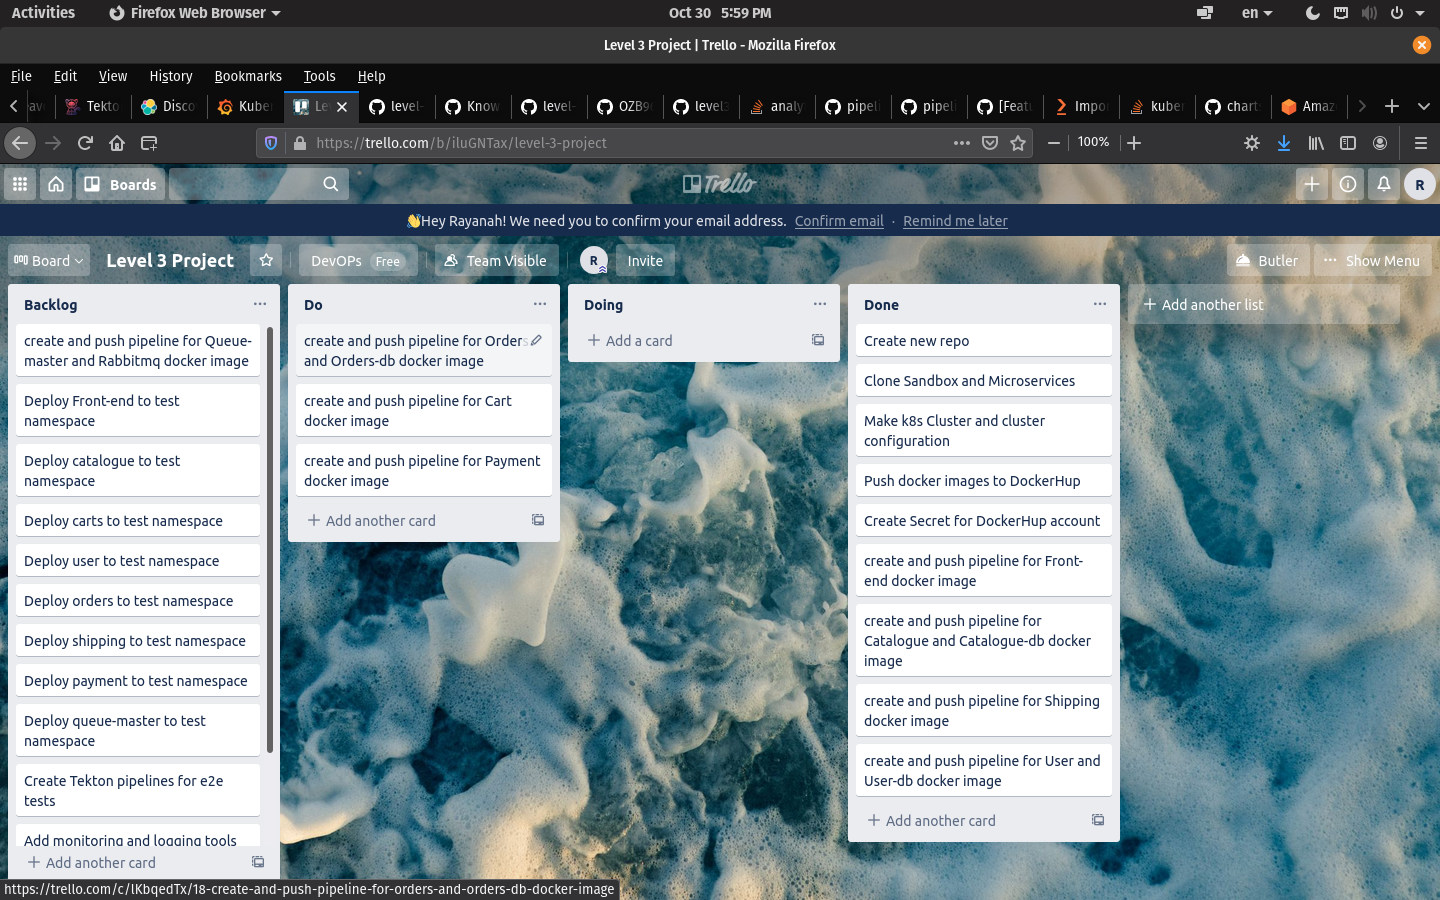 Activities Firefox Web Browser Oct 30 5:59 PM en
Level 3 Project | Trello - Mozilla Firefox
File Edit View History Bookmarks Tools Help
Tekto Disco Kuber Le level- Know level- OZB9 level3 analy pipeli pipeli [Featu Impor kuber chart Amaz
https://trello.com/b/iluGNTax/level-3-project 100%
Boards Trello R
👋Hey Rayanah! We need you to confirm your email address. Confirm email · Remind me later
Board Level 3 Project DevOPs Free Team Visible R Invite Butler ··· Show Menu
Backlog
create and push pipeline for Queue-
master and Rabbitmq docker image
Deploy Front-end to test
namespace
Deploy catalogue to test
namespace
Deploy carts to test namespace
Deploy user to test namespace
Deploy orders to test namespace
Deploy shipping to test namespace
Deploy payment to test namespace
Deploy queue-master to test
namespace
Create Tekton pipelines for e2e
tests
Add monitoring and logging tools
+ Add another card
Do
create and push pipeline for Orders
and Orders-db docker image
create and push pipeline for Cart
docker image
create and push pipeline for Payment
docker image
+ Add another card
Doing
+ Add a card
Done
Create new repo
Clone Sandbox and Microservices
Make k8s Cluster and cluster
configuration
Push docker images to DockerHup
Create Secret for DockerHup account
create and push pipeline for Front-
end docker image
create and push pipeline for
Catalogue and Catalogue-db docker
image
create and push pipeline for Shipping
docker image
create and push pipeline for User and
User-db docker image
+ Add another card
+ Add another list
https://trello.com/c/lKbqedTx/18-create-and-push-pipeline-for-orders-and-orders-db-docker-image